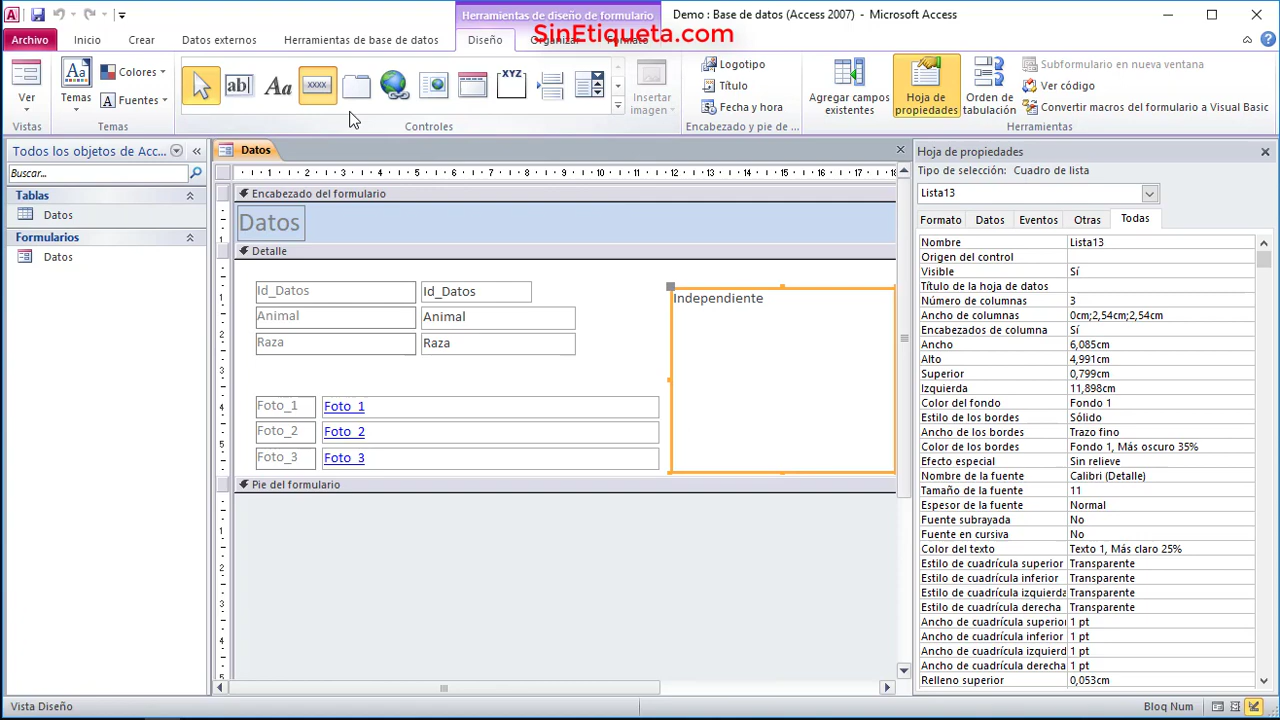 Herramientas de diseño de formulario
Demo : Base de datos (Access 2007) - Microsoft Access
SinEtiqueta.com
Archivo
Inicio
Crear
Datos externos
Herramientas de base de datos
Diseño
Organizar
Formato
Ver
Vistas
Aa
Temas
Colores
Fuentes
Temas
ab|
Aa
XXXX
XYZ
Controles
Insertar
imagen
Logotipo
Título
Fecha y hora
Encabezado y pie de ...
Agregar campos
existentes
Hoja de
propiedades
Orden de
tabulación
Subformulario en nueva ventana
Ver código
Convertir macros del formulario a Visual Basic
Herramientas
Todos los objetos de Acc...
Buscar...
Tablas
Datos
Formularios
Datos
Datos
Encabezado del formulario
Datos
Detalle
Id_Datos Id_Datos
Animal Animal
Raza Raza
Foto_1 Foto_1
Foto_2 Foto_2
Foto_3 Foto_3
Independiente
Pie del formulario
Hoja de propiedades
Tipo de selección: Cuadro de lista
Lista13
Formato Datos Eventos Otras Todas
Nombre Lista13
Origen del control
Visible Sí
Título de la hoja de datos
Número de columnas 3
Ancho de columnas 0cm;2,54cm;2,54cm
Encabezados de columna Sí
Ancho 6,085cm
Alto 4,991cm
Superior 0,799cm
Izquierda 11,898cm
Color del fondo Fondo 1
Estilo de los bordes Sólido
Ancho de los bordes Trazo fino
Color de los bordes Fondo 1, Más oscuro 35%
Efecto especial Sin relieve
Nombre de la fuente Calibri (Detalle)
Tamaño de la fuente 11
Espesor de la fuente Normal
Fuente subrayada No
Fuente en cursiva No
Color del texto Texto 1, Más claro 25%
Estilo de cuadrícula superior Transparente
Estilo de cuadrícula inferior Transparente
Estilo de cuadrícula izquierda Transparente
Estilo de cuadrícula derecha Transparente
Ancho de cuadrícula superior 1 pt
Ancho de cuadrícula inferior 1 pt
Ancho de cuadrícula izquierd 1 pt
Ancho de cuadrícula derecha 1 pt
Relleno superior 0,053cm
Vista Diseño
Bloq Num